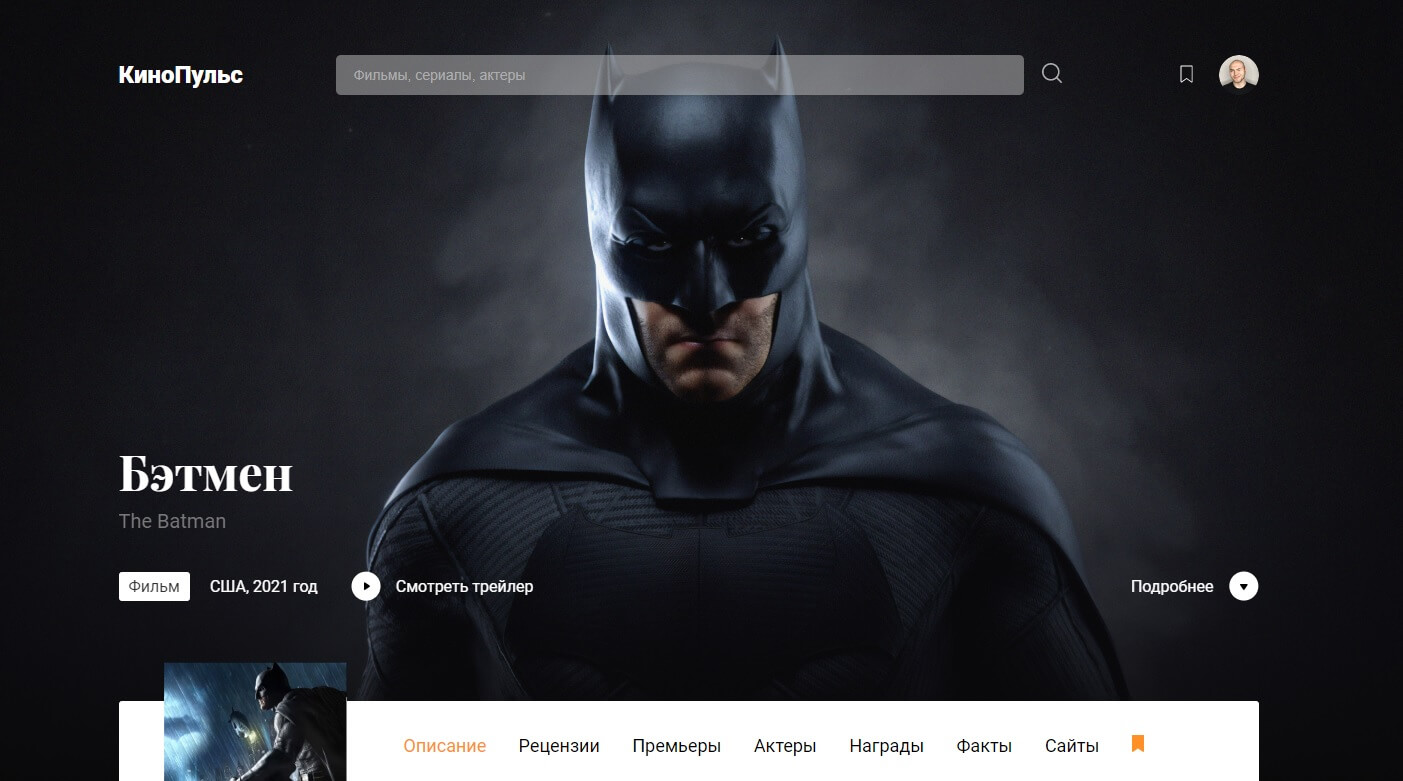 КиноПульс
Фильмы, сериалы, актеры
Бэтмен
The Batman
Фильм США, 2021 год Смотреть трейлер Подробнее
Описание Рецензии Премьеры Актеры Награды Факты Сайты